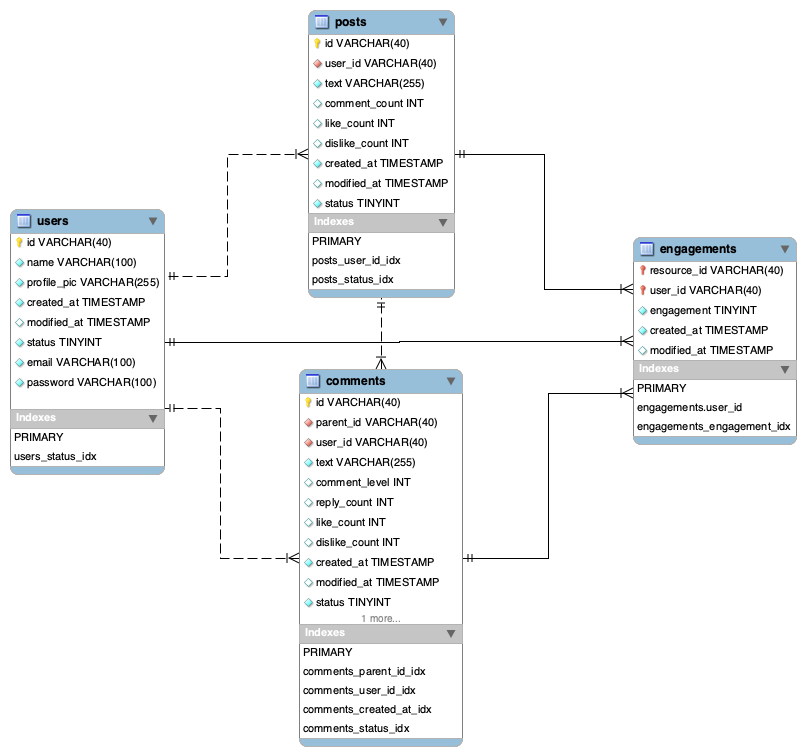 posts
id VARCHAR(40)
user_id VARCHAR(40)
text VARCHAR(255)
comment_count INT
like_count INT
dislike_count INT
created_at TIMESTAMP
modified_at TIMESTAMP
status TINYINT
Indexes
PRIMARY
posts_user_id_idx
posts_status_idx
users
id VARCHAR(40)
name VARCHAR(100)
profile_pic VARCHAR(255)
created_at TIMESTAMP
modified_at TIMESTAMP
status TINYINT
email VARCHAR(100)
password VARCHAR(100)
Indexes
PRIMARY
users_status_idx
engagements
resource_id VARCHAR(40)
user_id VARCHAR(40)
engagement TINYINT
created_at TIMESTAMP
modified_at TIMESTAMP
Indexes
PRIMARY
engagements.user_id
engagements_engagement_idx
comments
id VARCHAR(40)
parent_id VARCHAR(40)
user_id VARCHAR(40)
text VARCHAR(255)
comment_level INT
reply_count INT
like_count INT
dislike_count INT
created_at TIMESTAMP
modified_at TIMESTAMP
status TINYINT
1 more...
Indexes
PRIMARY
comments_parent_id_idx
comments_user_id_idx
comments_created_at_idx
comments_status_idx